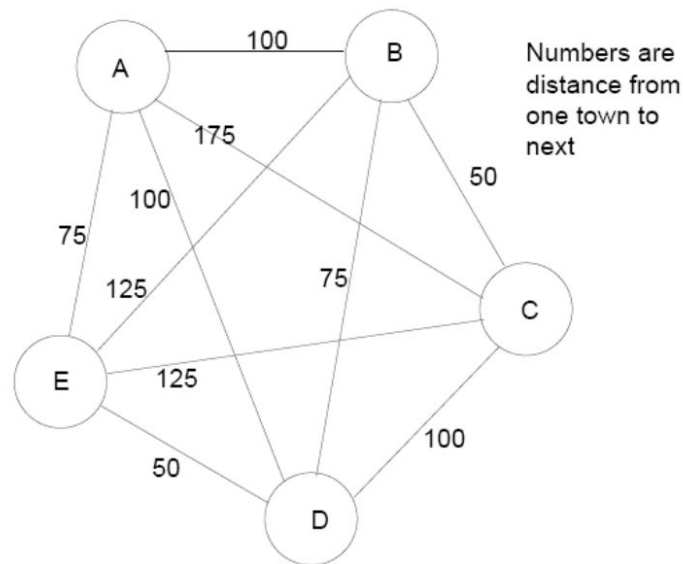 100
A
B
Numbers are
distance from
one town to
next
175
50
100
75
75
125
C
E
125
100
50
D